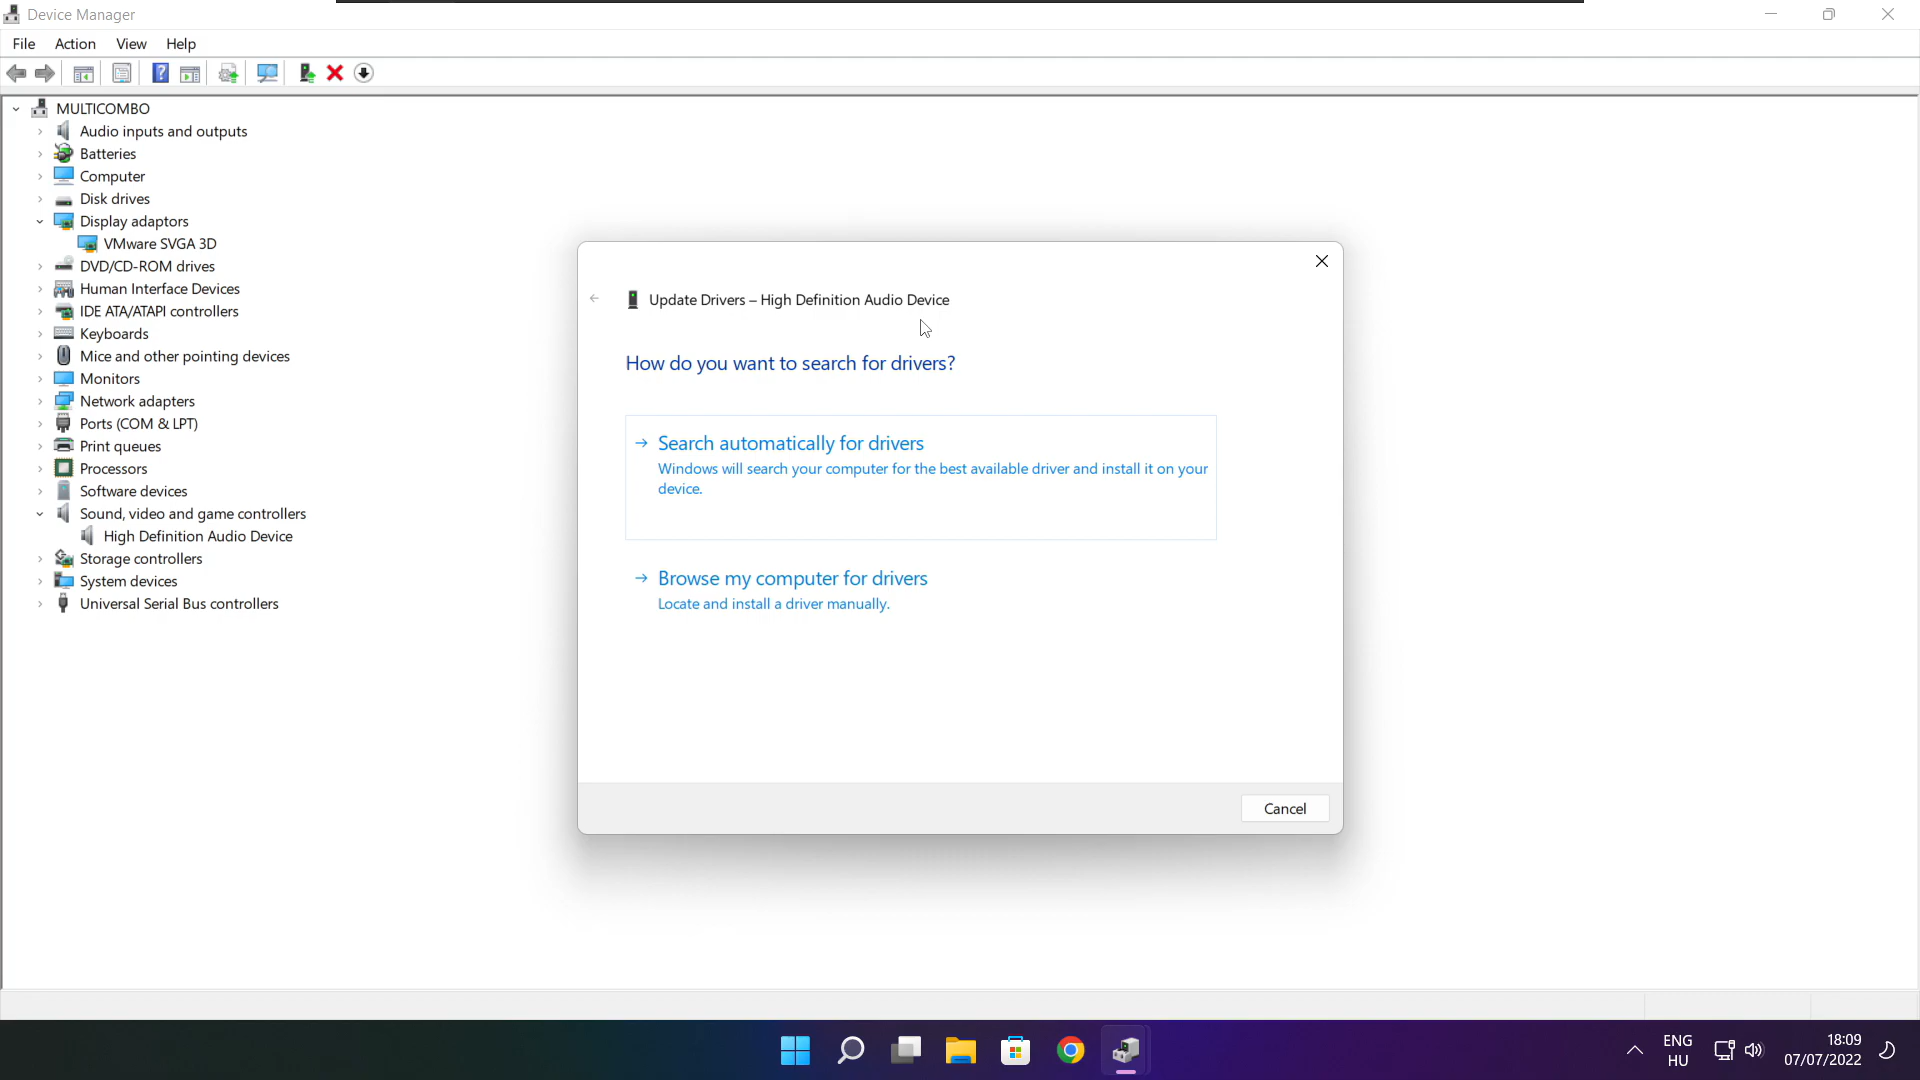 Device Manager
File Action View Help
MULTICOMBO
Audio inputs and outputs
Batteries
Computer
Disk drives
Display adaptors
VMware SVGA 3D
DVD/CD-ROM drives
Human Interface Devices
IDE ATA/ATAPI controllers
Keyboards
Mice and other pointing devices
Monitors
Network adapters
Ports (COM & LPT)
Print queues
Processors
Software devices
Sound, video and game controllers
High Definition Audio Device
Storage controllers
System devices
Universal Serial Bus controllers
Update Drivers – High Definition Audio Device
How do you want to search for drivers?
Search automatically for drivers
Windows will search your computer for the best available driver and install it on your
device.
Browse my computer for drivers
Locate and install a driver manually.
Cancel
ENG
HU
18:09
07/07/2022